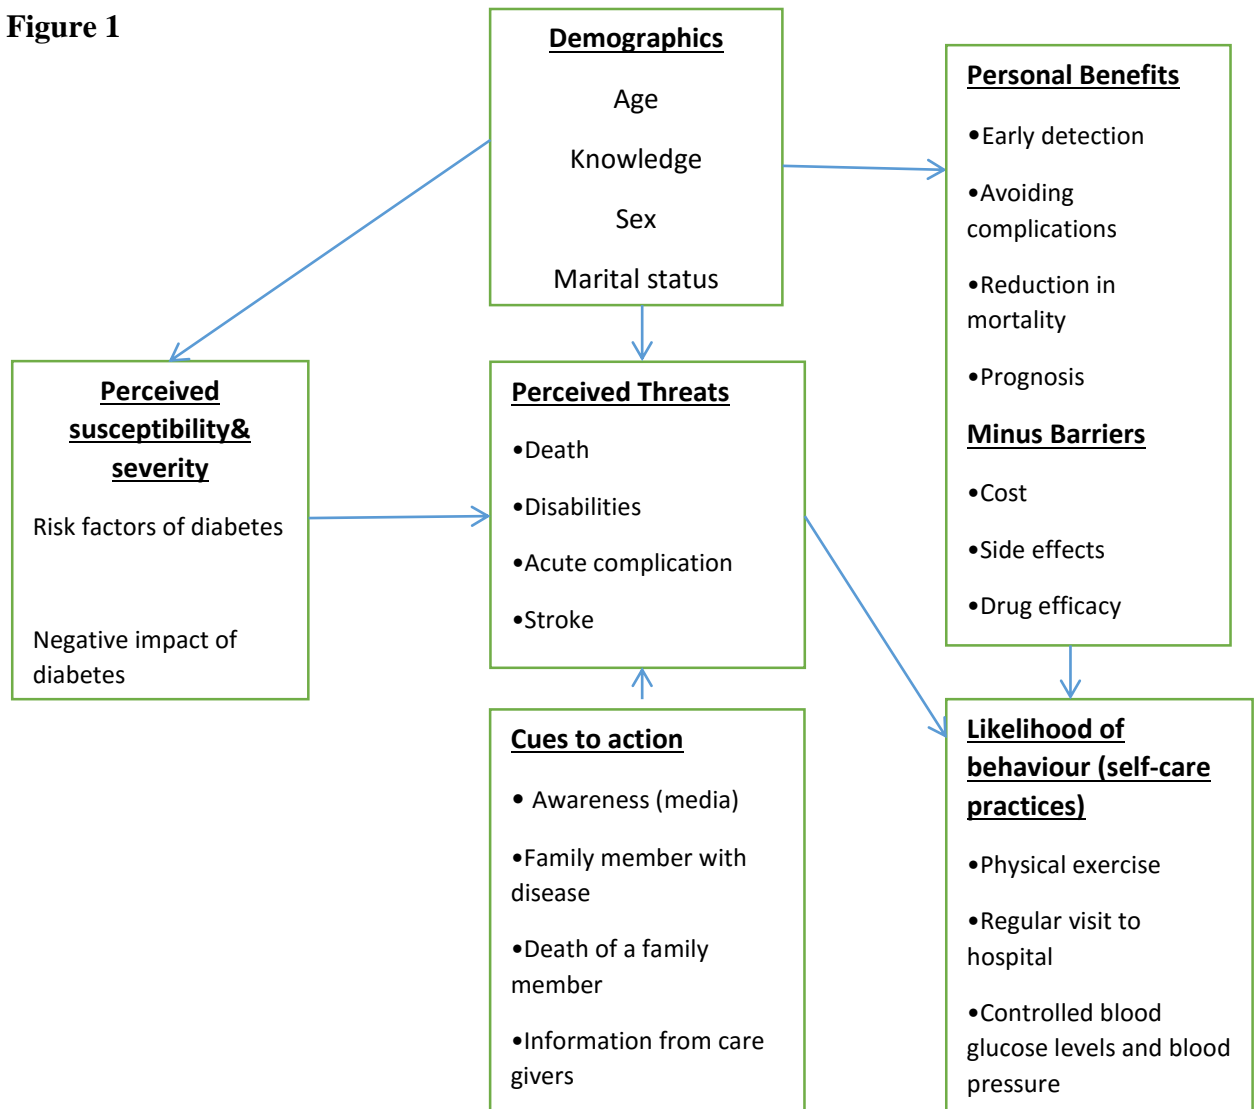 Figure 1
Demographics
Age
Knowledge
Sex
Marital status
Personal Benefits
•Early detection
•Avoiding
complications
•Reduction in
mortality
•Prognosis
Minus Barriers
•Cost
•Side effects
•Drug efficacy
Perceived
susceptibility&
severity
Risk factors of diabetes
Negative impact of
diabetes
Perceived Threats
•Death
•Disabilities
•Acute complication
•Stroke
Cues to action
• Awareness (media)
•Family member with
disease
•Death of a family
member
•Information from care
givers
Likelihood of
behaviour (self-care
practices)
•Physical exercise
•Regular visit to
hospital
•Controlled blood
glucose levels and blood
pressure